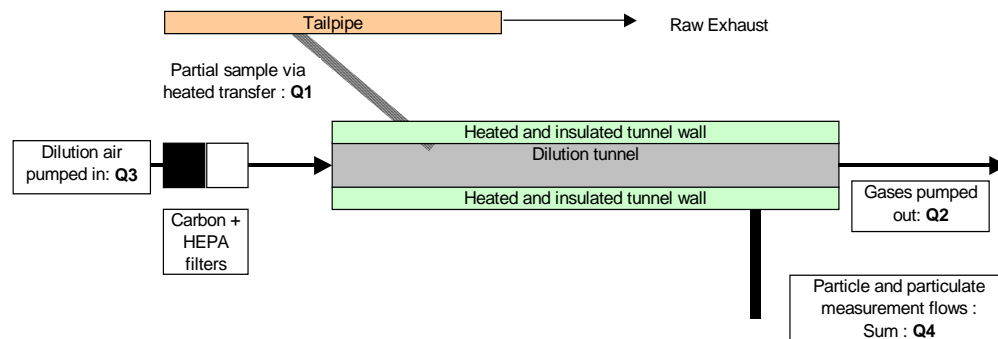 Tailpipe
Raw Exhaust
Partial sample via
heated transfer : Q1
Heated and insulated tunnel wall
Dilution air
pumped in: Q3
Dilution tunnel
Heated and insulated tunnel wall
Gases pumped
out: Q2
Carbon +
HEPA
filters
Particle and particulate
measurement flows :
Sum : Q4